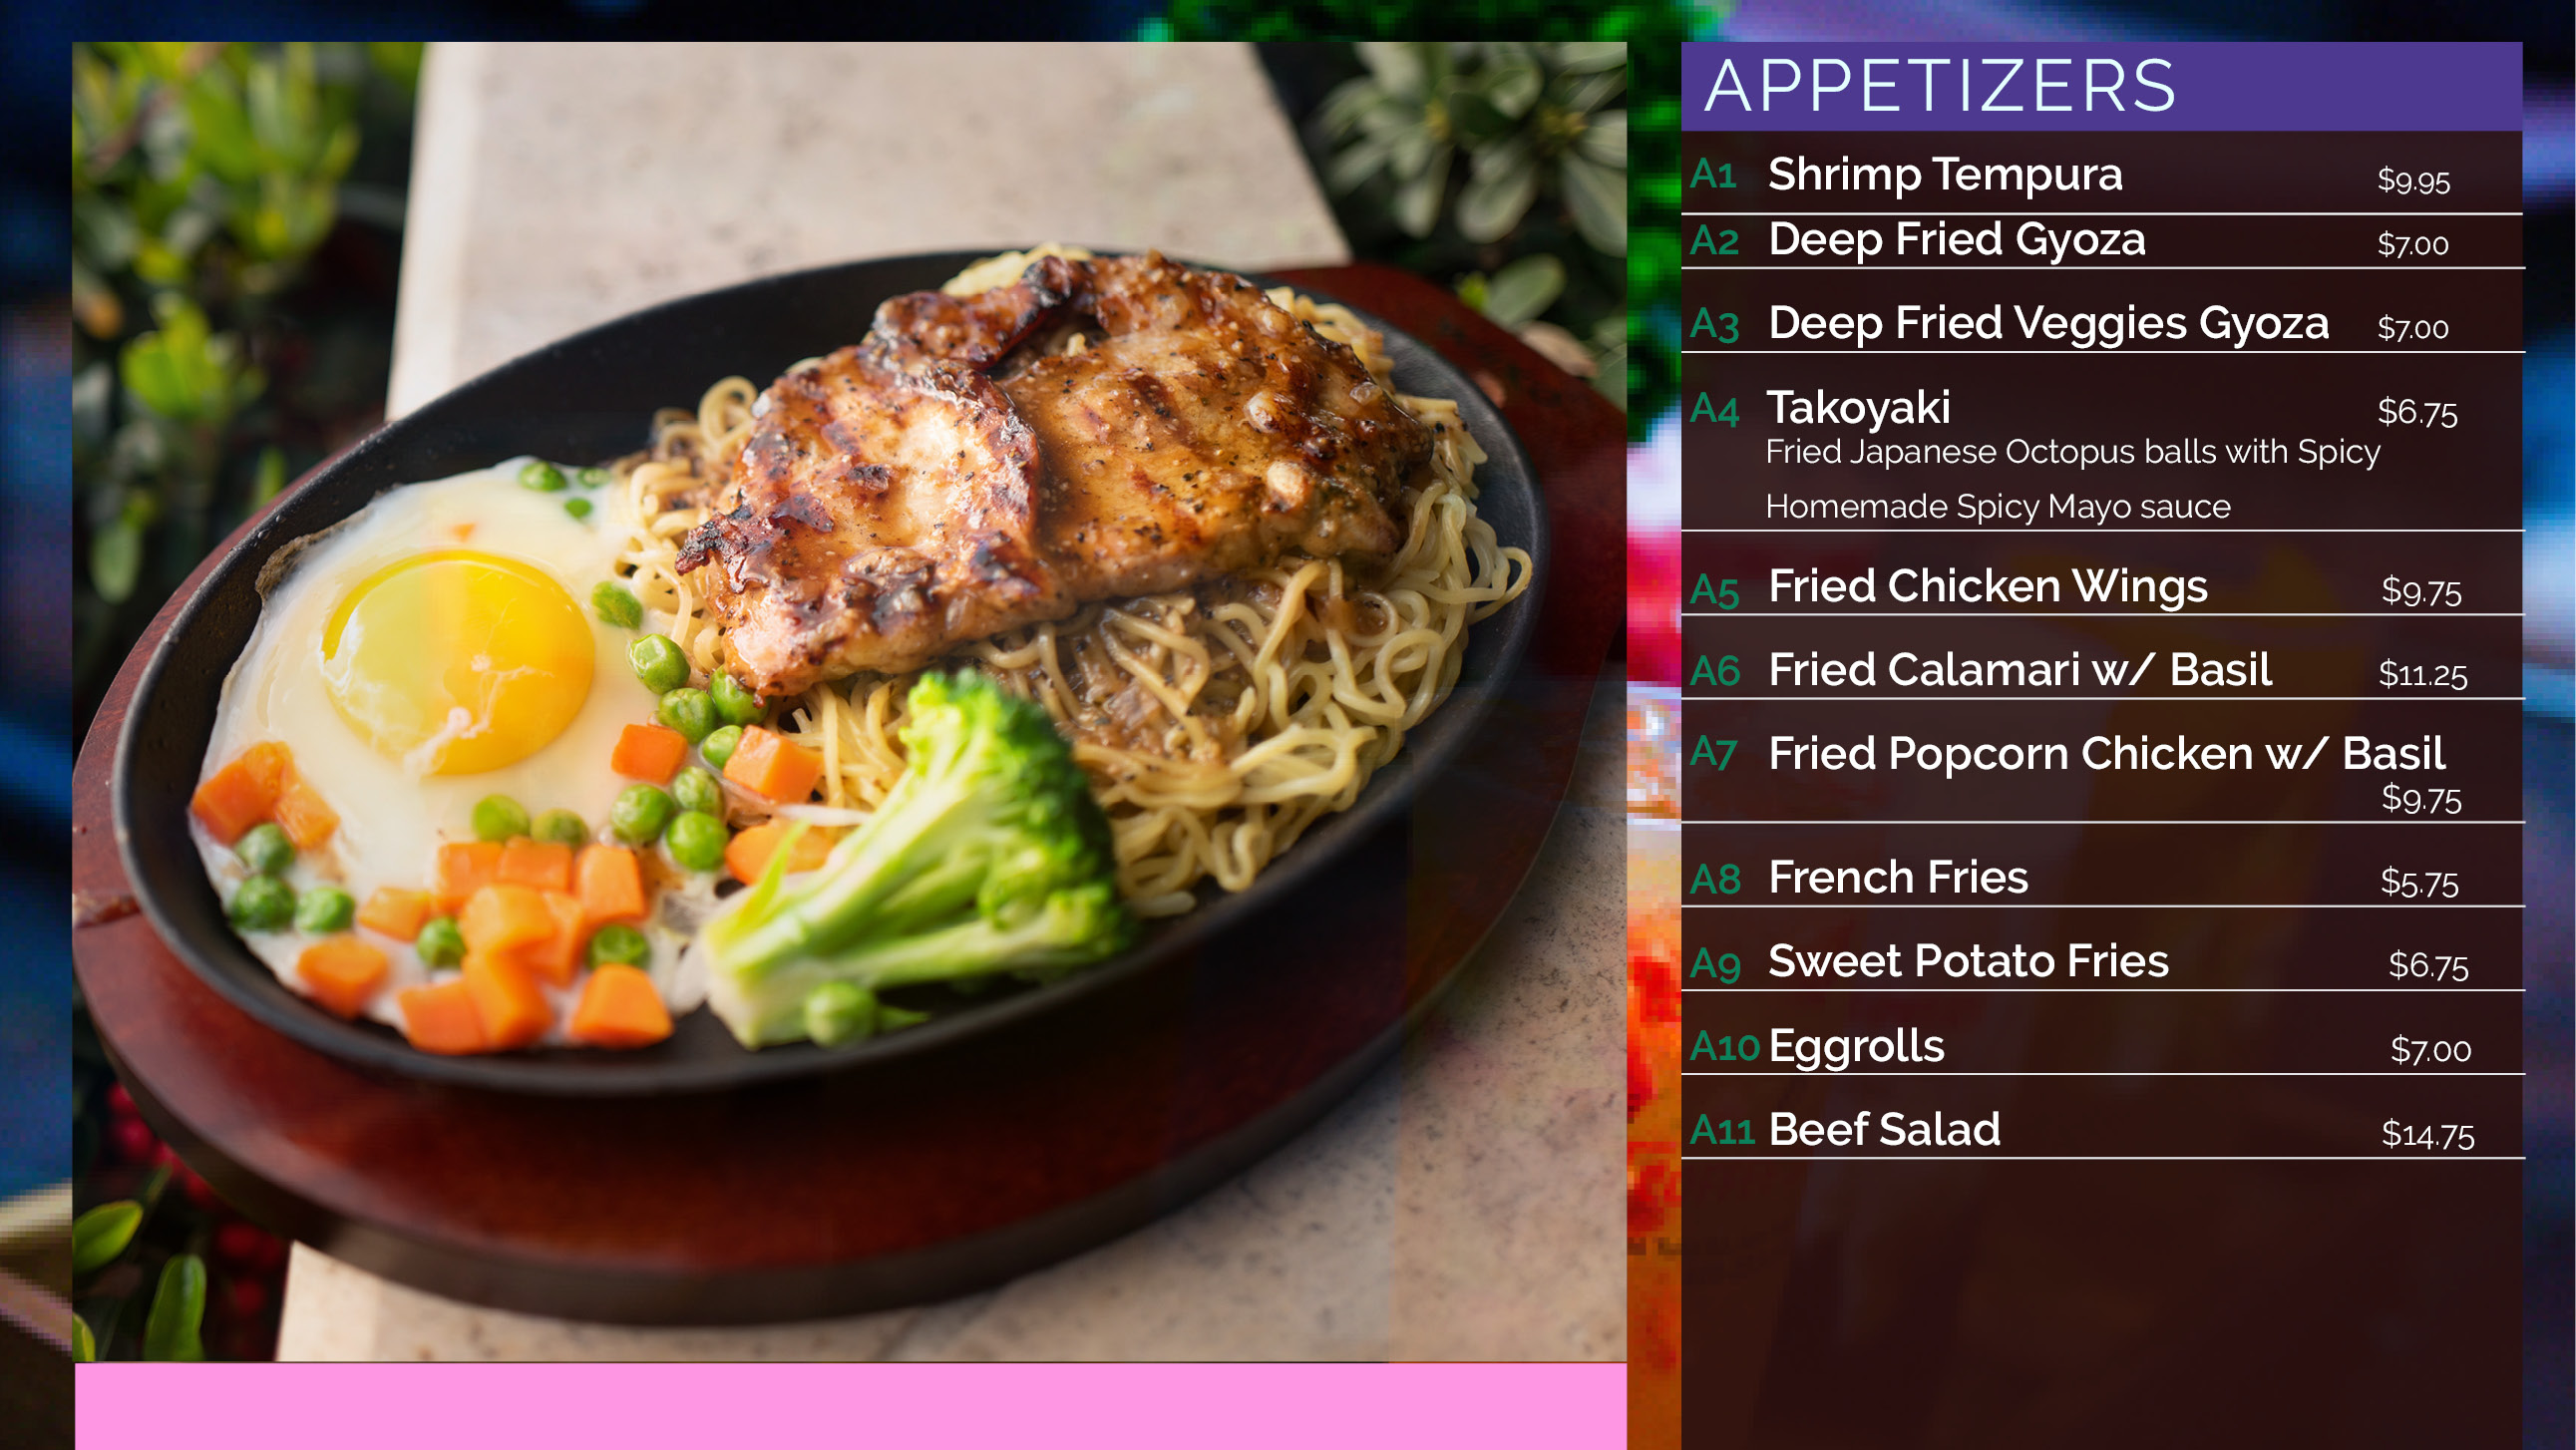 APPETIZERS
A1 Shrimp Tempura $9.95
A2 Deep Fried Gyoza $7.00
A3 Deep Fried Veggies Gyoza $7.00
A4 Takoyaki $6.75
Fried Japanese Octopus balls with Spicy
Homemade Spicy Mayo sauce
A5 Fried Chicken Wings $9.75
A6 Fried Calamari w/ Basil $11.25
A7 Fried Popcorn Chicken w/ Basil
$9.75
A8 French Fries $5.75
A9 Sweet Potato Fries $6.75
A10 Eggrolls $7.00
A11 Beef Salad $14.75